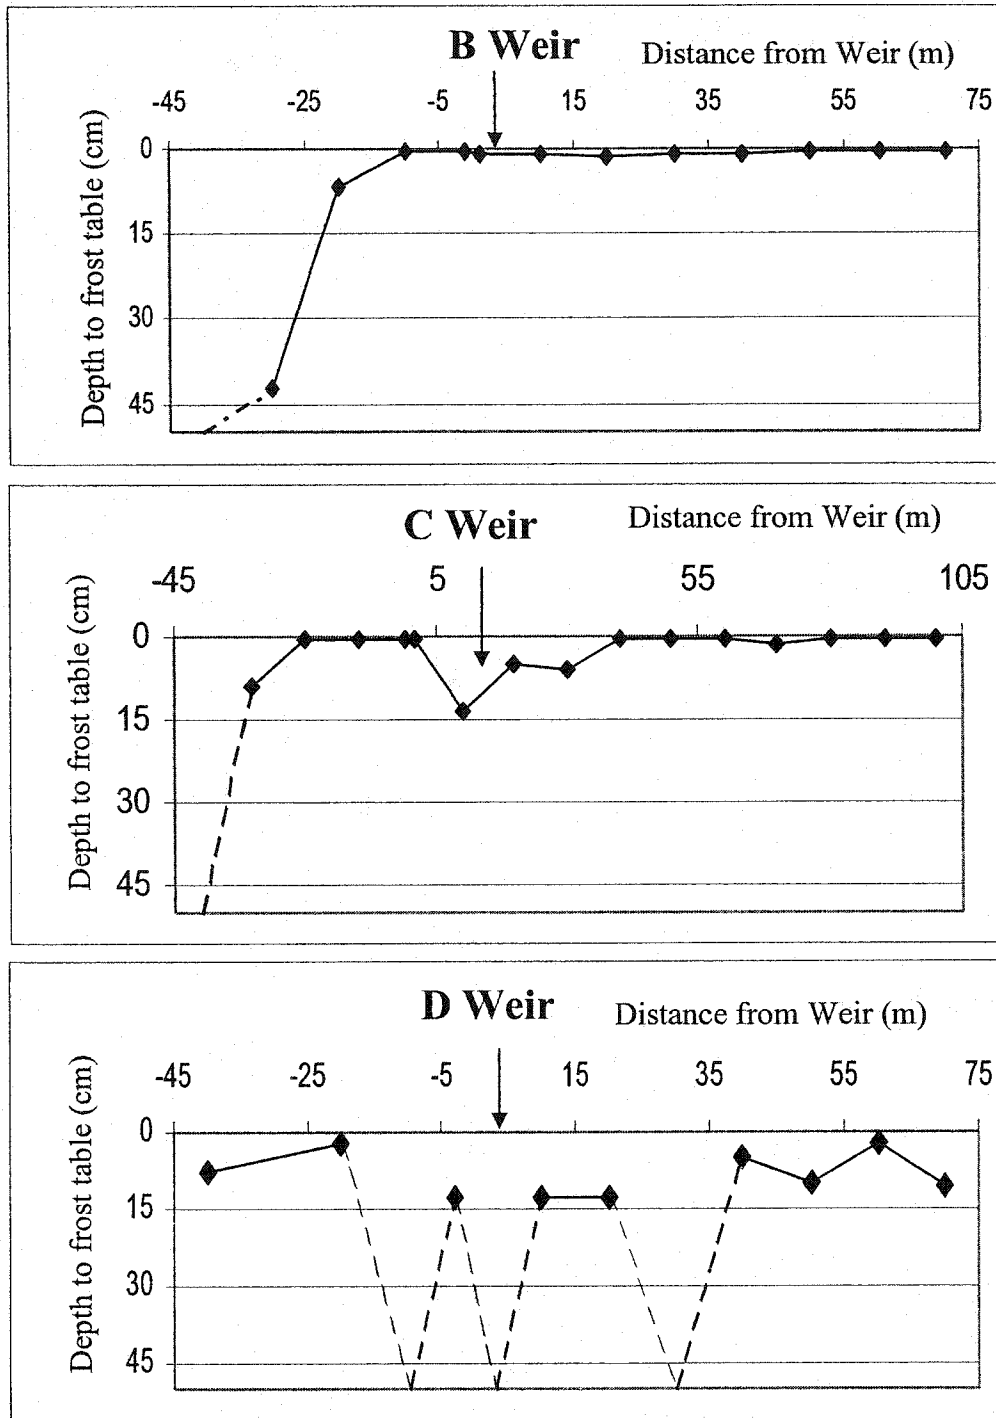 B Weir Distance from Weir (m)
-45 -25 -5 15 35 55 75
Depth to frost table (cm)
0
15
30
45
C Weir Distance from Weir (m)
-45 5 55 105
Depth to frost table (cm)
0
15
30
45
D Weir Distance from Weir (m)
-45 -25 -5 15 35 55 75
Depth to frost table (cm)
0
15
30
45